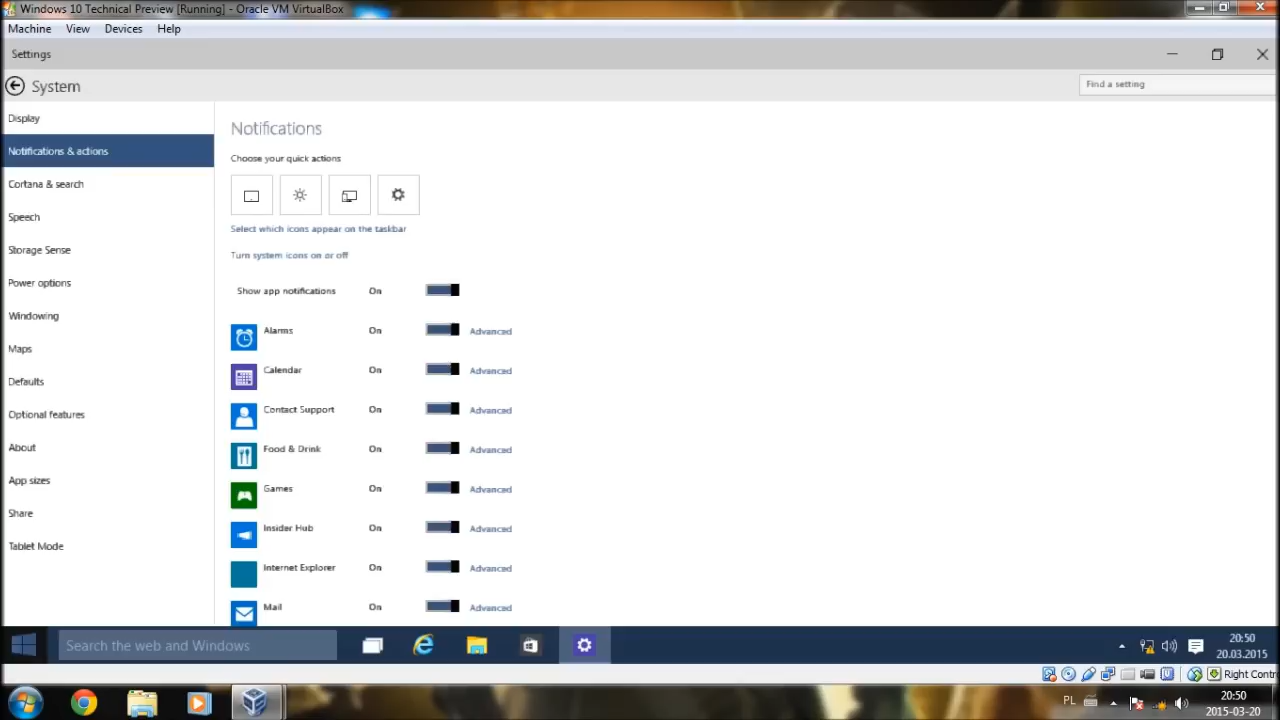 Windows 10 Technical Preview [Running] - Oracle VM VirtualBox
Machine View Devices Help
Settings
System
Find a setting
Display
Notifications & actions
Cortana & search
Speech
Storage Sense
Power options
Windowing
Maps
Defaults
Optional features
About
App sizes
Share
Tablet Mode
Notifications
Choose your quick actions
Select which icons appear on the taskbar
Turn system icons on or off
Show app notifications On
Alarms On Advanced
Calendar On Advanced
Contact Support On Advanced
Food & Drink On Advanced
Games On Advanced
Insider Hub On Advanced
Internet Explorer On Advanced
Mail On Advanced
Search the web and Windows
20:50
20.03.2015
Right Contr
PL
20:50
2015-03-20